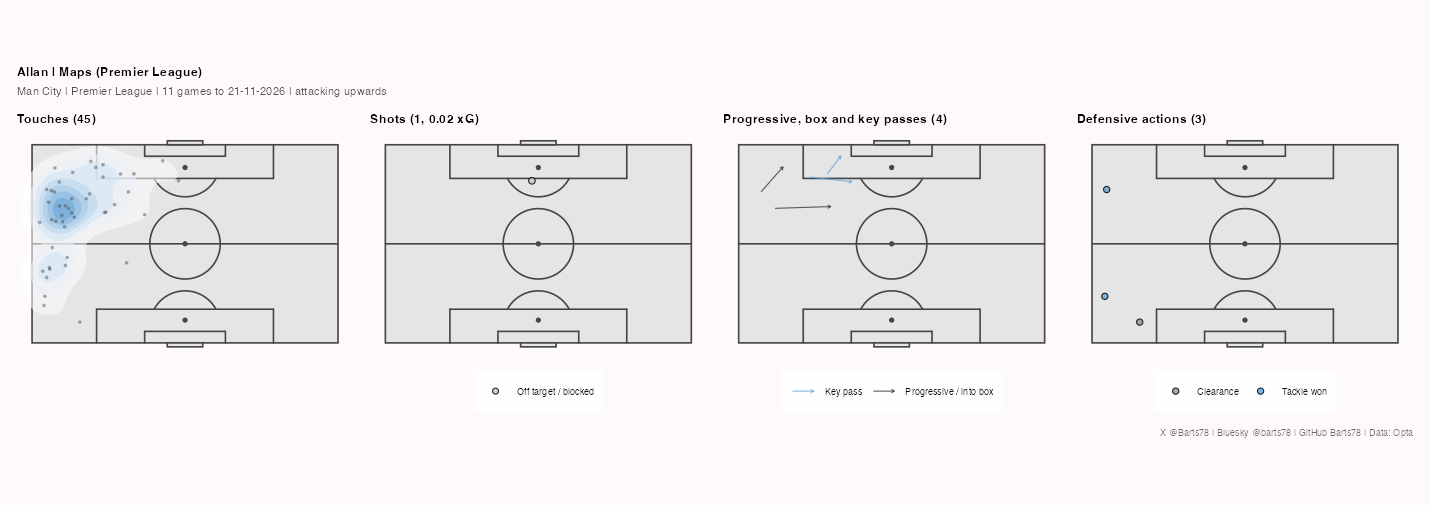 Allan | Maps (Premier League)
Man City | Premier League | 11 games to 21-11-2026 | attacking upwards
Touches (45)
Shots (1, 0.02 xG)
Progressive, box and key passes (4)
Defensive actions (3)
Off target / blocked
Key pass
Progressive / into box
Clearance
Tackle won
X @Barts78 | Bluesky @barts78 | GitHub Barts78 | Data: Opta